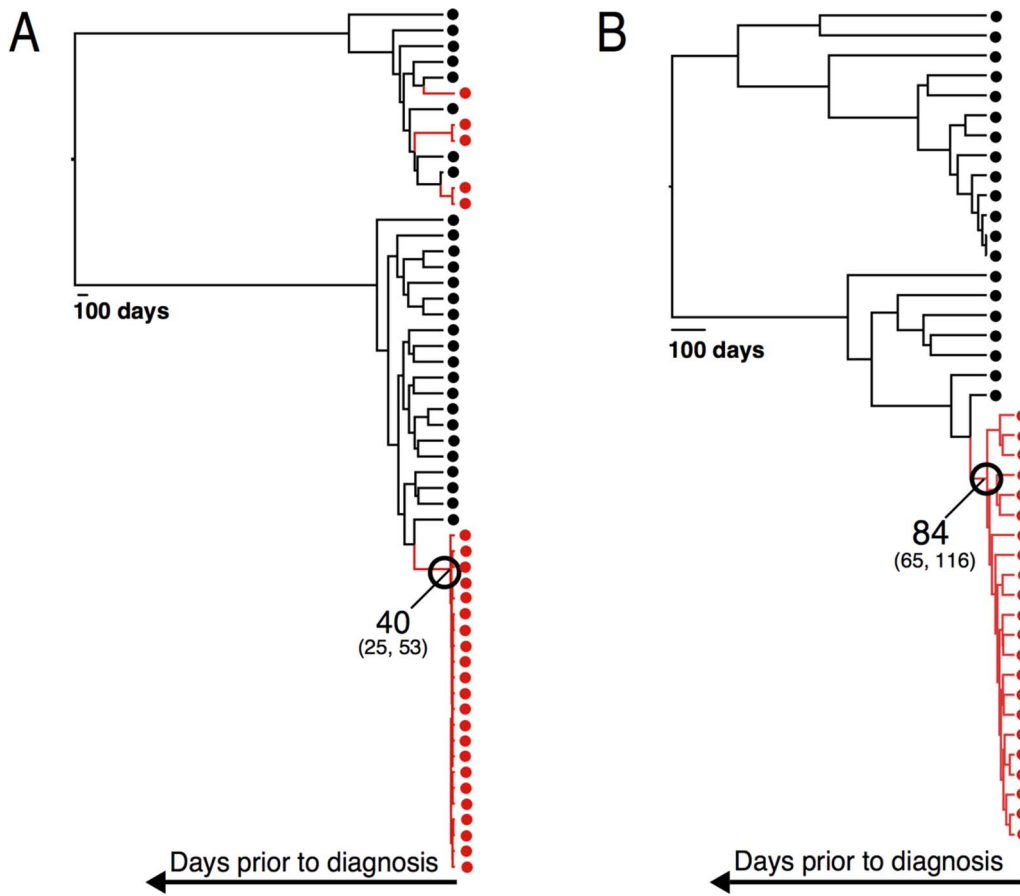 A
100 days
40
(25, 53)
Days prior to diagnosis
B
100 days
84
(65, 116)
Days prior to diagnosis